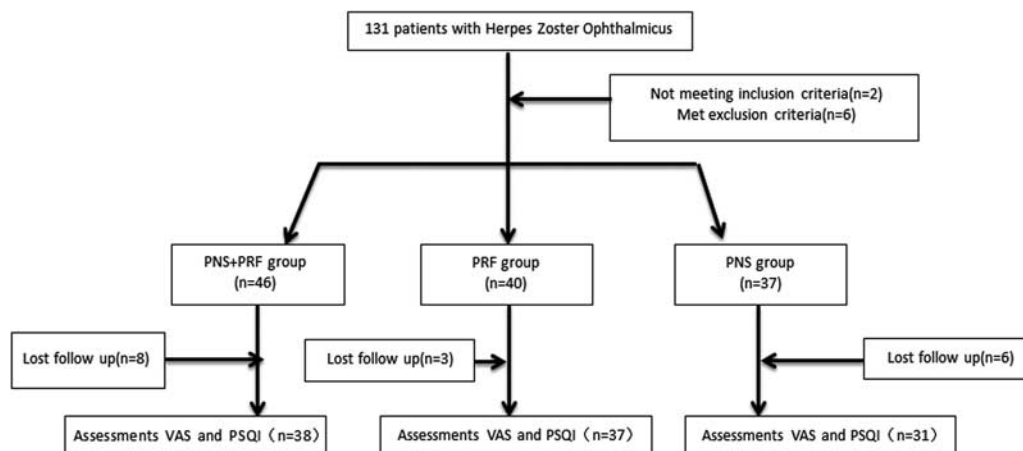 131 patients with Herpes Zoster Ophthalmicus
Not meeting inclusion criteria(n=2)
Met exclusion criteria(n=6)
PNS+PRF group
(n=46)
PRF group
(n=40)
PNS group
(n=37)
Lost follow up(n=8)
Lost follow up(n=3)
Lost follow up(n=6)
Assessments VAS and PSQI（n=38）
Assessments VAS and PSQI（n=37）
Assessments VAS and PSQI（n=31）